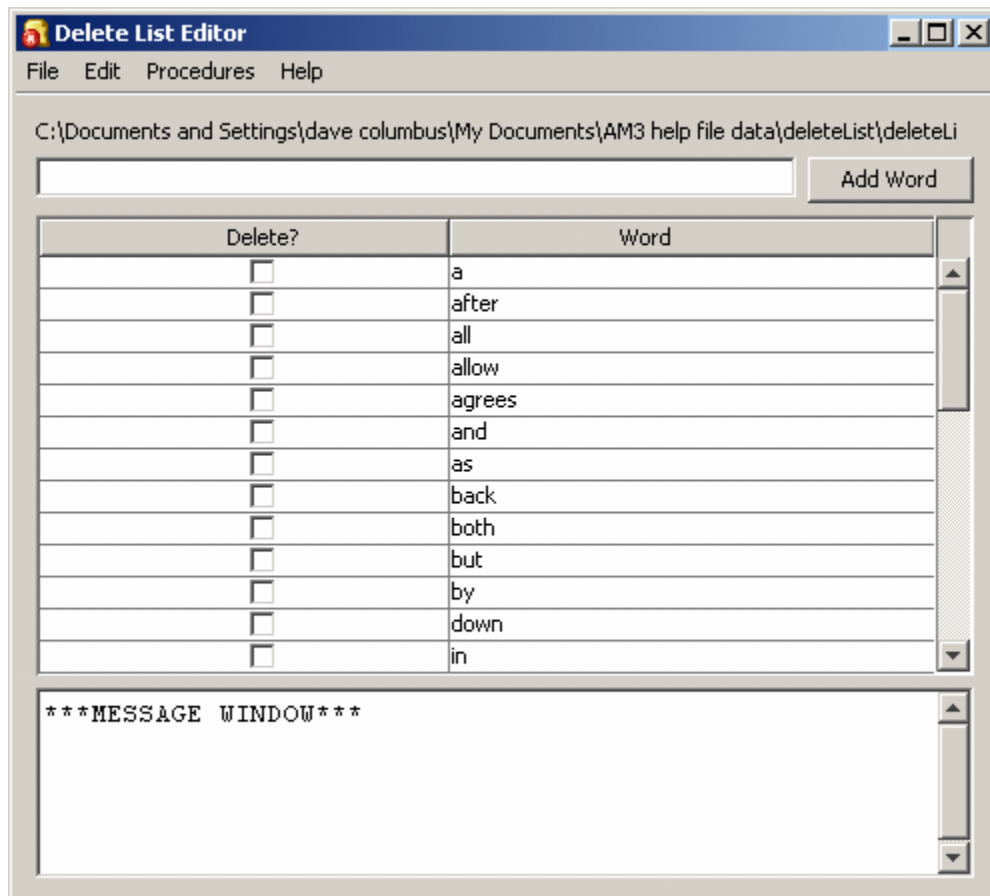 Delete List Editor
File Edit Procedures Help
C:\Documents and Settings\dave columbus\My Documents\AM3 help file data\deleteList\deleteLi
Add Word
Delete? Word
a
after
all
allow
agrees
and
as
back
both
but
by
down
in
***MESSAGE WINDOW***